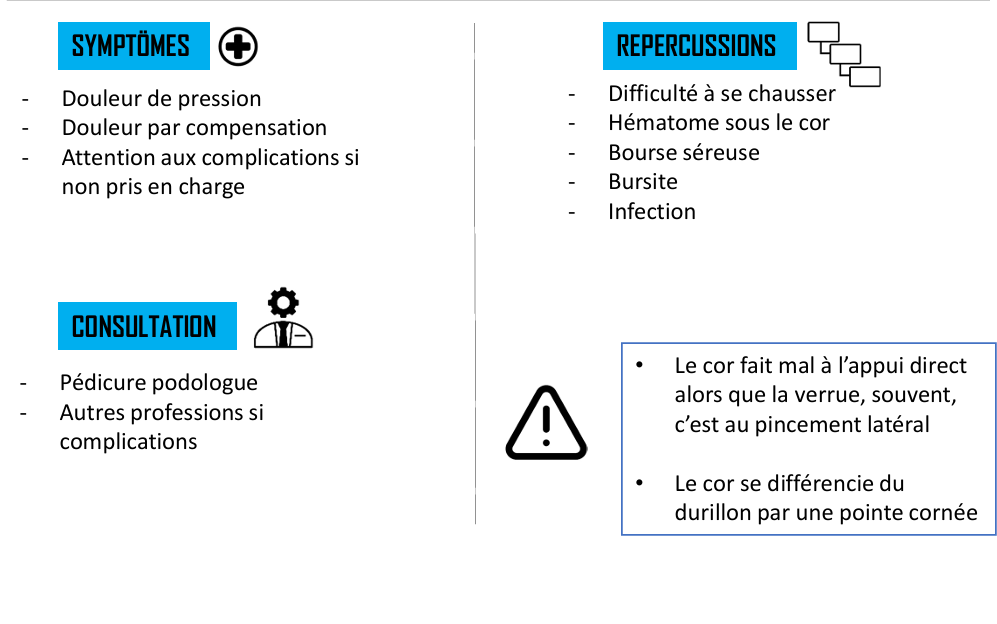 SYMPTÖMES
- Douleur de pression
- Douleur par compensation
- Attention aux complications si
non pris en charge
CONSULTATION
- Pédicure podologue
- Autres professions si
complications
REPERCUSSIONS
- Difficulté à se chausser
- Hématome sous le cor
- Bourse séreuse
- Bursite
- Infection
• Le cor fait mal à l’appui direct
alors que la verrue, souvent,
c’est au pincement latéral
• Le cor se différencie du
durillon par une pointe cornée